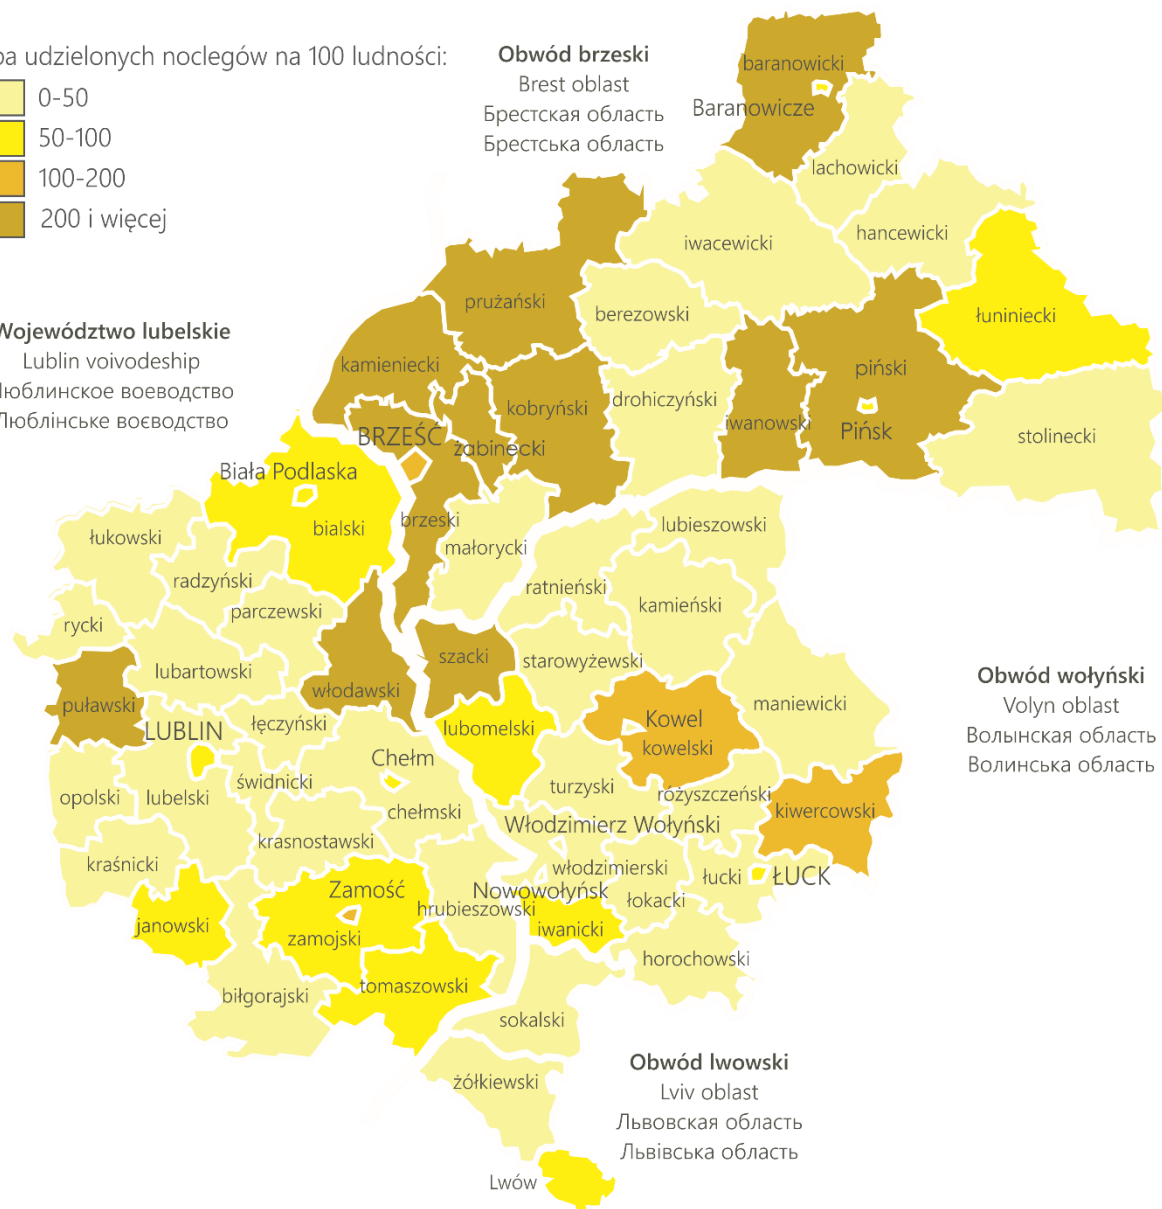 udzielonych noclegów na 100 ludności:
0-50
50-100
100-200
200 i więcej
Obwód brzeski
Brest oblast
Брестская область
Брестська область
baranowicki
Baranowicze
lachowicki
hancewicki
iwacewicki
prużański
berezowski
łuniniecki
Województwo lubelskie
Lublin voivodeship
Люблинское воеводство
Люблінське воєводство
kamieniecki
piński
kobryński
drohiczyński
iwanowski
Pińsk
stolinecki
BRZEŚĆ
żabinecki
Biała Podlaska
bialski
brzeski
małorycki
lubieszowski
łukowski
radzyński
parczewski
ratnieński
kamieński
rycki
lubartowski
szacki
starowyżewski
włodawski
puławski
maniewicki
Obwód wołyński
Volyn oblast
Волынская область
Волинська область
LUBLIN
łęczyński
lubomelski
Kowel
kowelski
Chełm
świdnicki
opolski
lubelski
chełmski
turzyski
różyszczeński
kiwercowski
krasnostawski
Włodzimierz Wołyński
kraśnicki
włodzimierski
łucki
ŁUCK
Zamość
Nowowołyńsk
łokacki
hrubieszowski
janowski
zamojski
iwanicki
horochowski
tomaszowski
biłgorajski
sokalski
Obwód lwowski
Lviv oblast
Львовская область
Львівська область
żółkiewski
Lwów